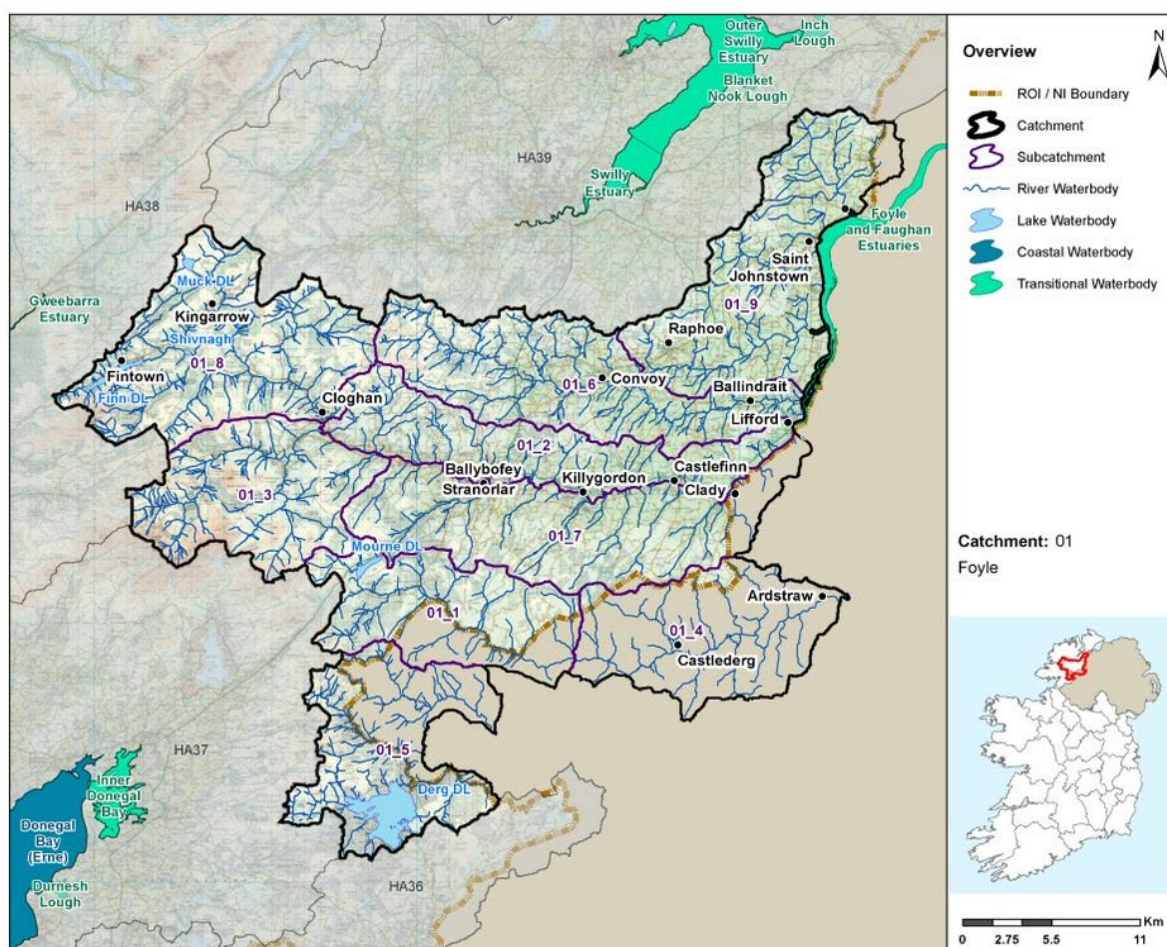 Outer
Swilly
Estuary
Inch
Lough
Blanket
Nook Lough
HA39
Swilly
Estuary
HA38
Foyle
and Faughan
Estuaries
Saint
Johnstown
Muck DL
Gweebarra
Estuary
Kingarrow
01_9
Shivnagh
Raphoe
Fintown
01_8
Convoy
01_6
Finn DL
Ballindrait
Cloghan
Lifford
01_2
Ballybofey
Stranorlar
Killygordon
Castlefinn
Clady
01_3
01_7
Mourne DL
Ardstraw
01_1
01_4
Castlederg
HA37
01_5
Inner
Donegal
Bay
Derg DL
Donegal
Bay
(Erne)
Durnesh
Lough
HA36
Overview
N
ROI / NI Boundary
Catchment
Subcatchment
River Waterbody
Lake Waterbody
Coastal Waterbody
Transitional Waterbody
Catchment: 01
Foyle
Km
0 2.75 5.5 11